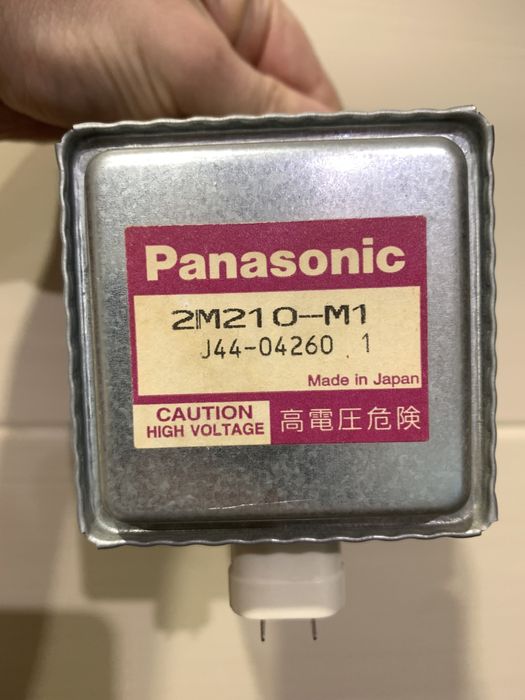 Panasonic
2M210-M1
J44-04260 1
Made in Japan
CAUTION
HIGH VOLTAGE
高電圧危険